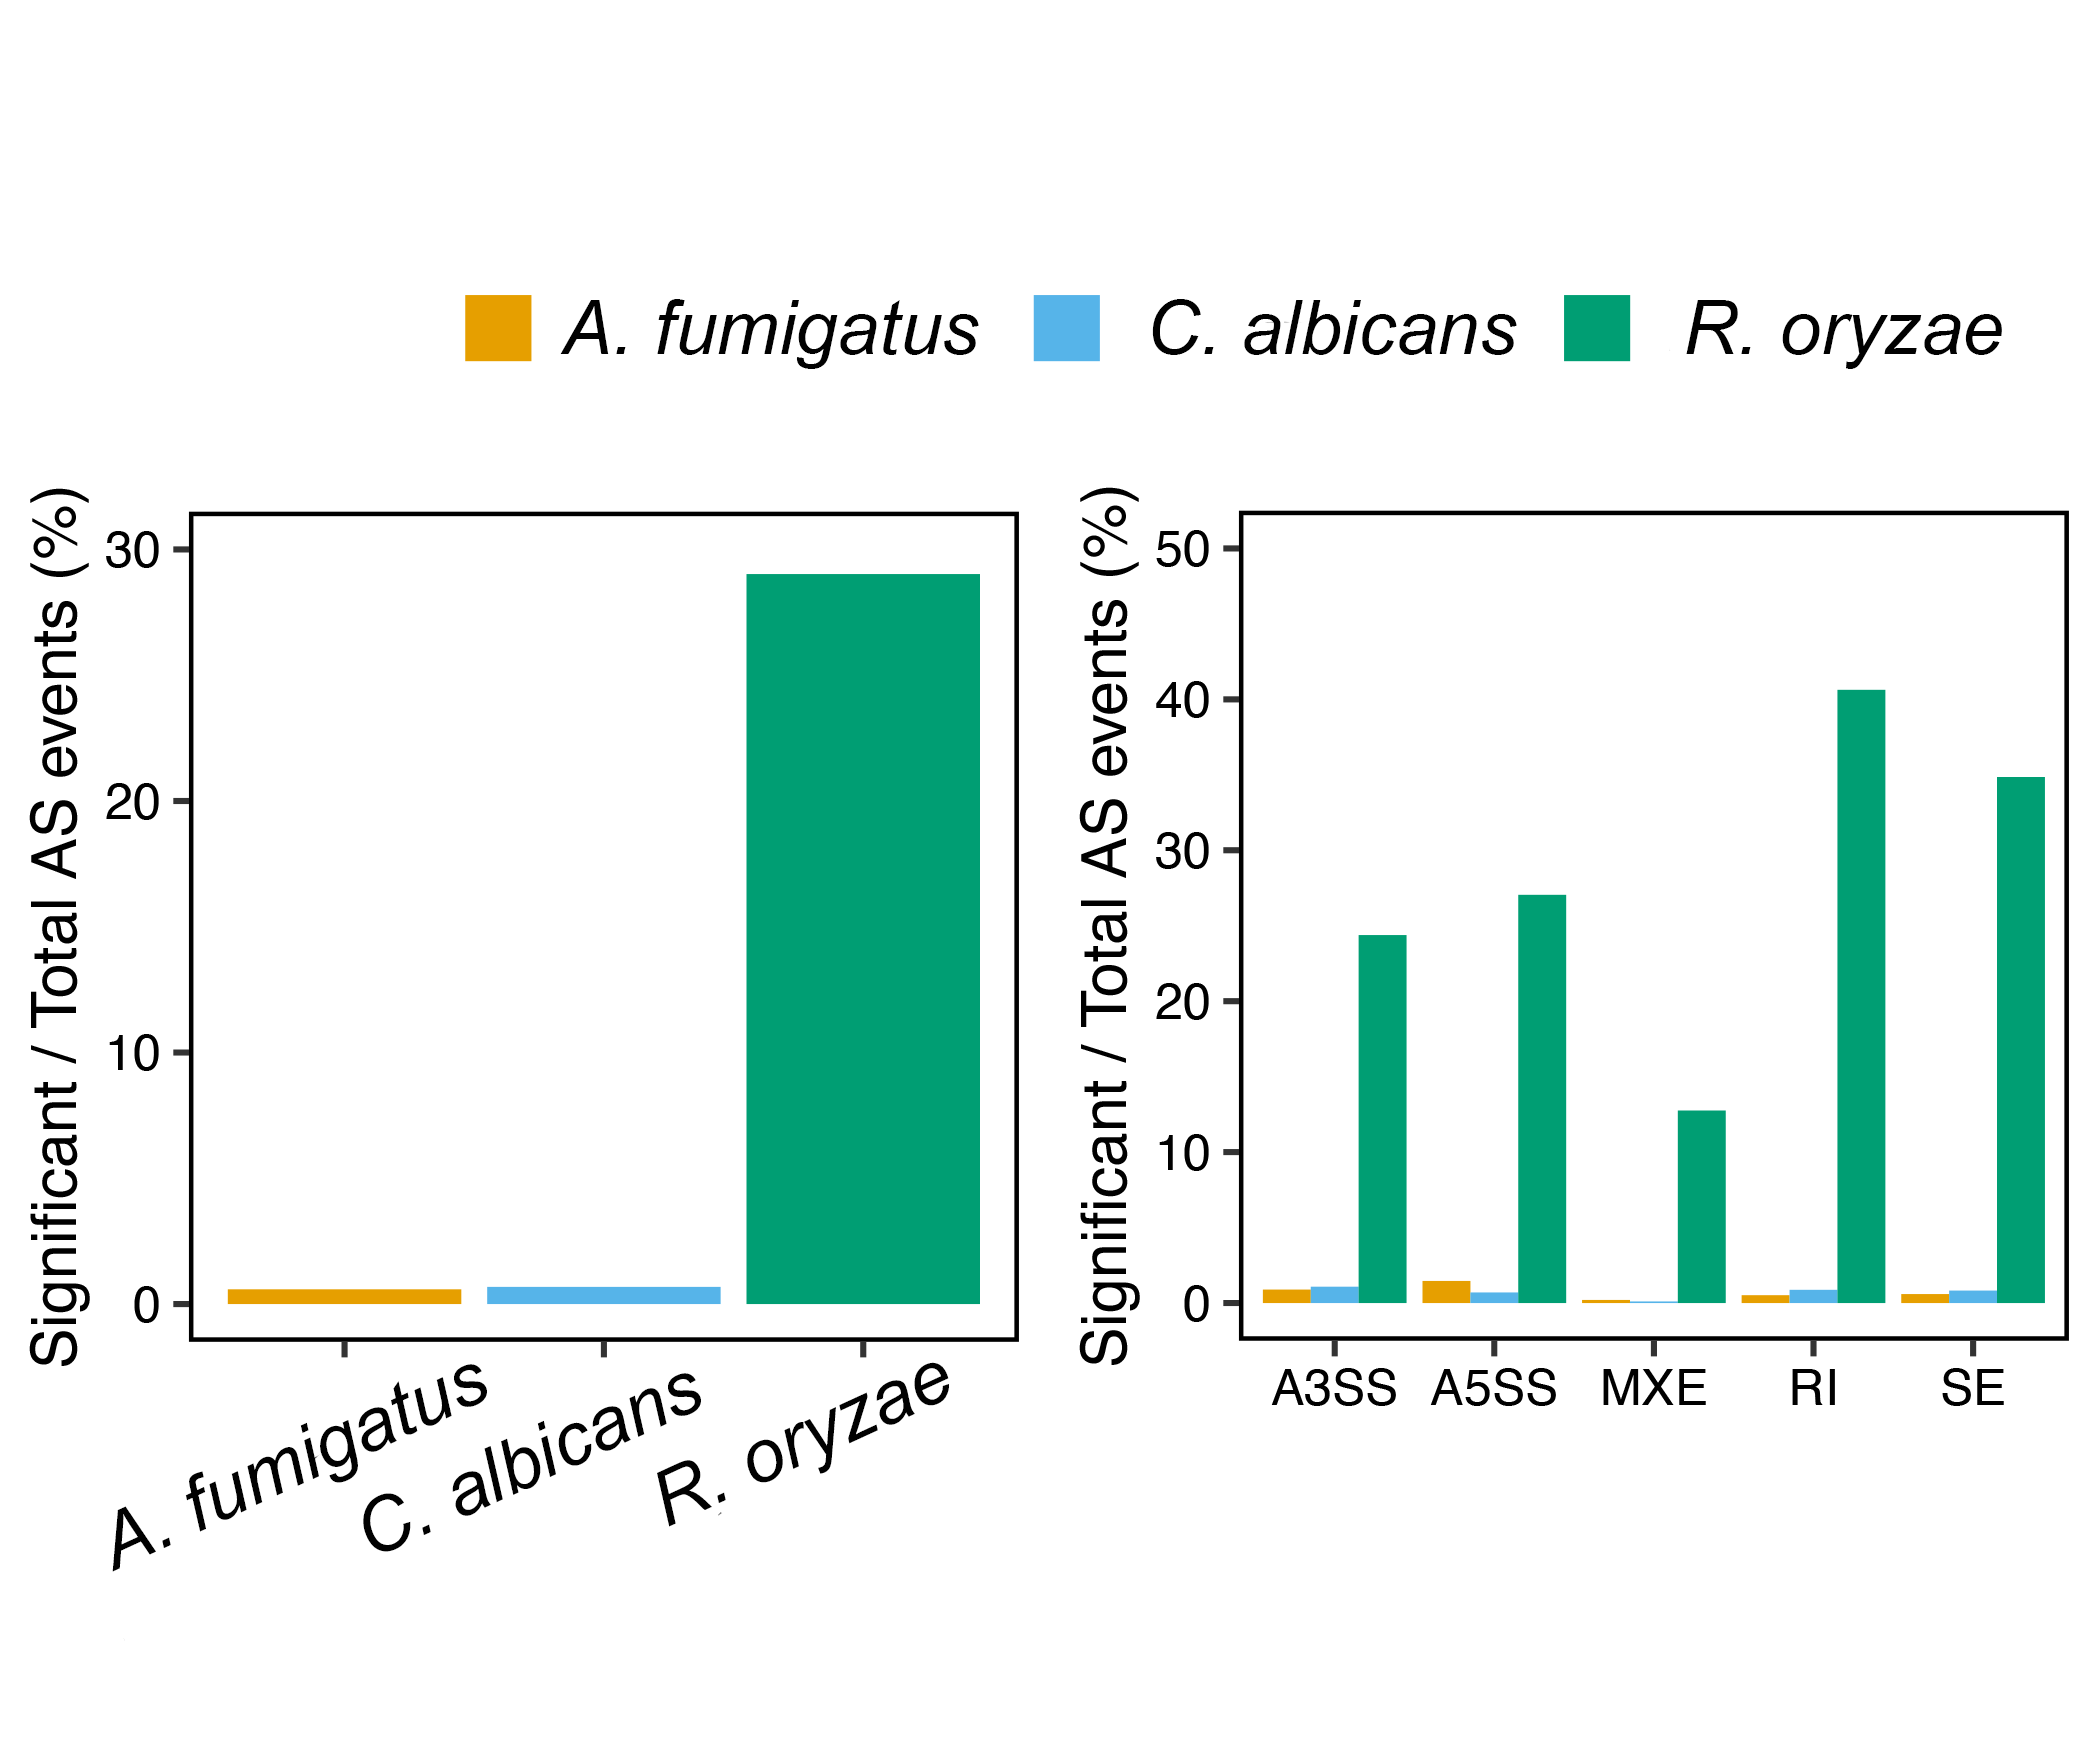 A. fumigatus C. albicans R. oryzae
Significant / Total AS events (%)
30
20
10
0
A. fumigatus
C. albicans
R. oryzae
Significant / Total AS events (%)
50
40
30
20
10
0
A3SS A5SS MXE RI SE